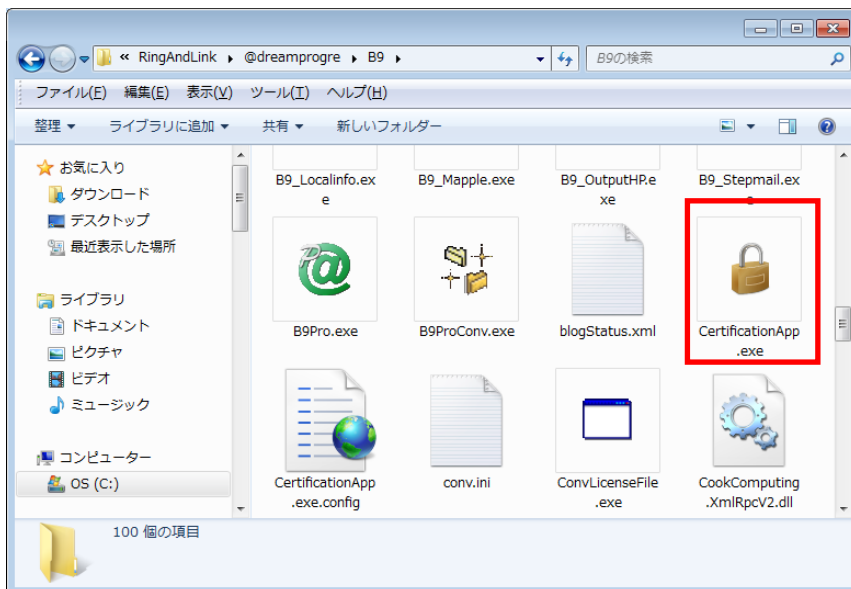 « RingAndLink ▸ @dreamprogre ▸ B9 ▸
B9の検索
ファイル(F) 編集(E) 表示(V) ツール(T) ヘルプ(H)
整理 ライブラリに追加 共有 新しいフォルダー
お気に入り
ダウンロード
デスクトップ
最近表示した場所
ライブラリ
ドキュメント
ピクチャ
ビデオ
ミュージック
コンピューター
OS (C:)
B9_Localinfo.ex
e
B9_Mapple.exe
B9_OutputHP.e
xe
B9_Stepmail.ex
B9Pro.exe
B9ProConv.exe
blogStatus.xml
CertificationApp
.exe
CertificationApp
.exe.config
conv.ini
ConvLicenseFile
.exe
CookComputing
.XmlRpcV2.dll
100 個の項目